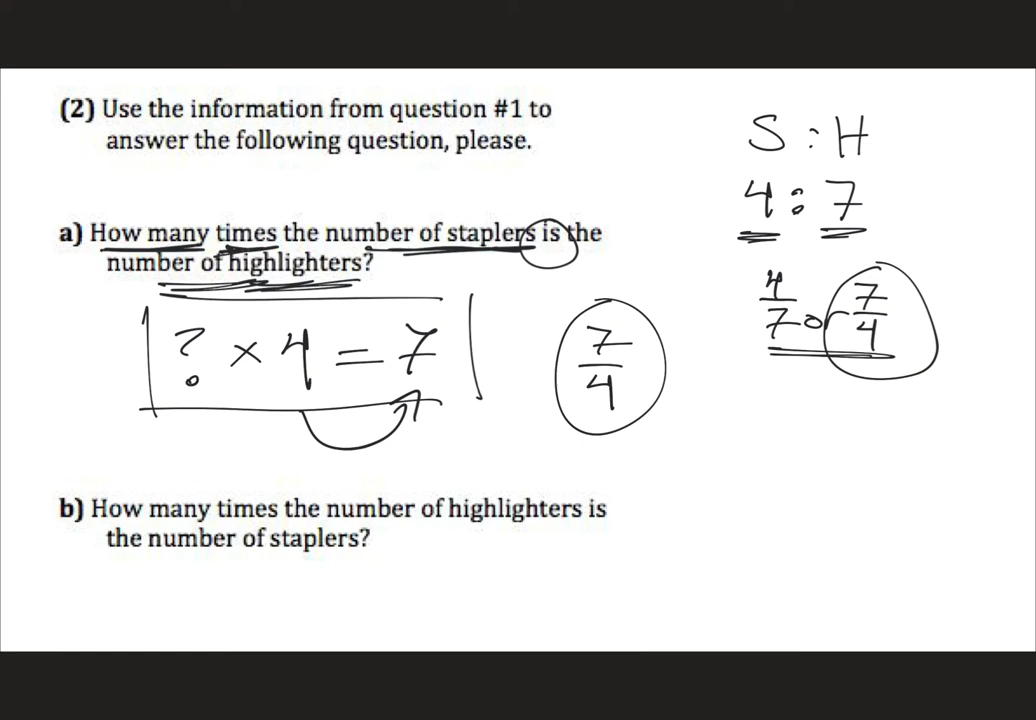 (2) Use the information from question #1 to
answer the following question, please.
S : H
4 : 7
a) How many times the number of staplers is the
number of highlighters?
4/7 or 7/4
? × 4 = 7
7/4
b) How many times the number of highlighters is
the number of staplers?